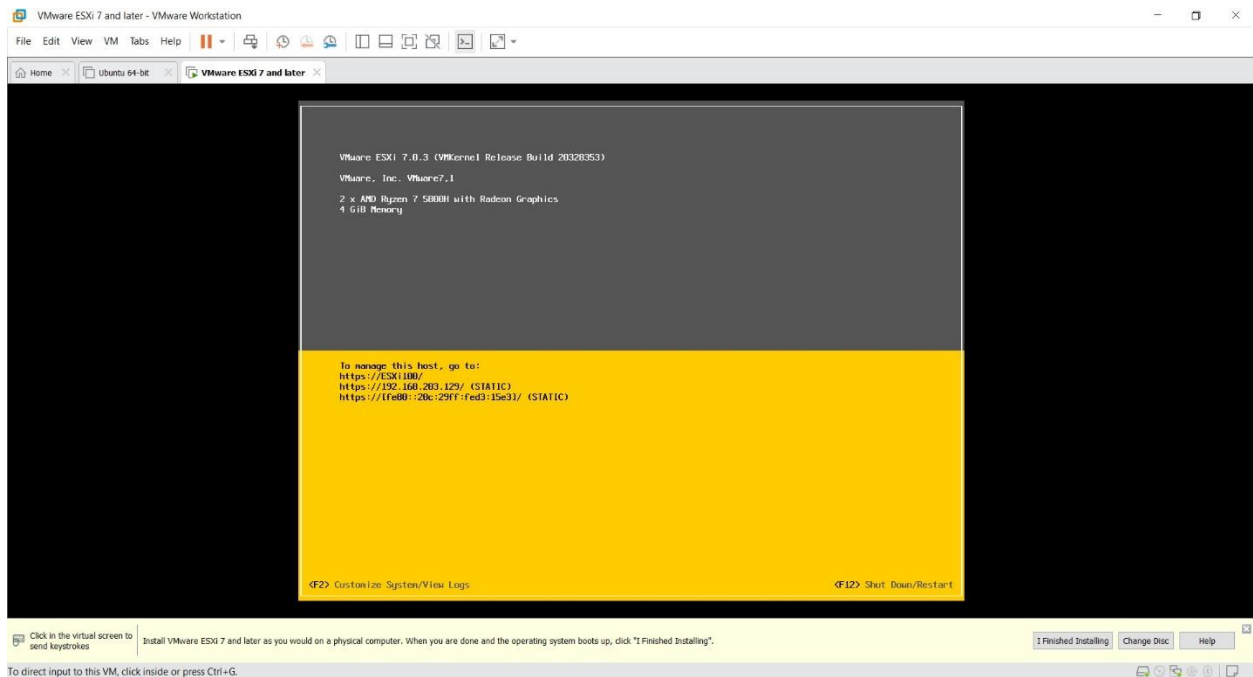 VMware ESXi 7 and later - VMware Workstation
File Edit View VM Tabs Help
Home Ubuntu 64-bit VMware ESXi 7 and later
VMware ESXi 7.0.3 (VMKernel Release Build 20328353)
VMware, Inc. VMware7,1
2 x AMD Ryzen 7 5800H with Radeon Graphics
4 GiB Memory
To manage this host, go to:
https://ESXi100/
https://192.168.203.129/ (STATIC)
https://[fe80::20c:29ff:fed3:15e3]/ (STATIC)
<F2> Customize System/View Logs <F12> Shut Down/Restart
Click in the virtual screen to
send keystrokes
Install VMware ESXi 7 and later as you would on a physical computer. When you are done and the operating system boots up, click "I Finished Installing".
I Finished Installing Change Disc Help
To direct input to this VM, click inside or press Ctrl+G.